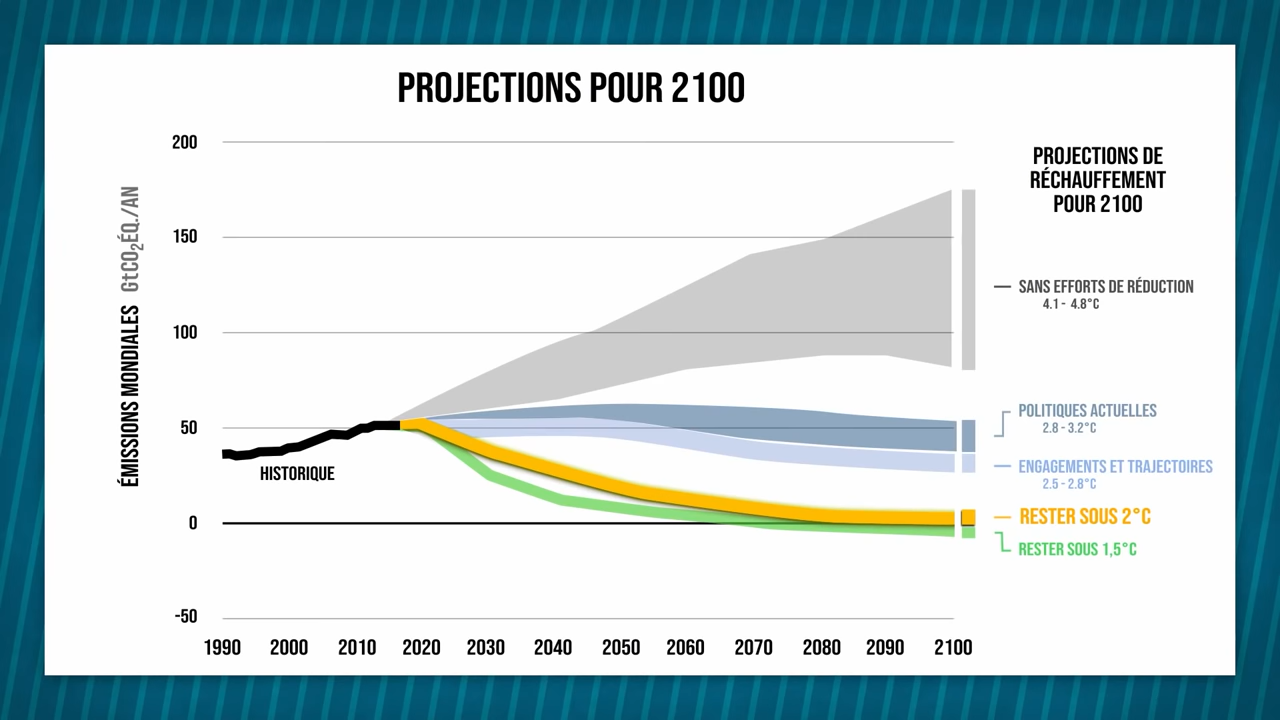 PROJECTIONS POUR 2100
200
150
100
50
0
-50
ÉMISSIONS MONDIALES GtCO₂ÉQ./AN
HISTORIQUE
1990 2000 2010 2020 2030 2040 2050 2060 2070 2080 2090 2100
PROJECTIONS DE
RÉCHAUFFEMENT
POUR 2100
SANS EFFORTS DE RÉDUCTION
4.1 - 4.8°C
POLITIQUES ACTUELLES
2.8 - 3.2°C
ENGAGEMENTS ET TRAJECTOIRES
2.5 - 2.8°C
RESTER SOUS 2°C
RESTER SOUS 1,5°C